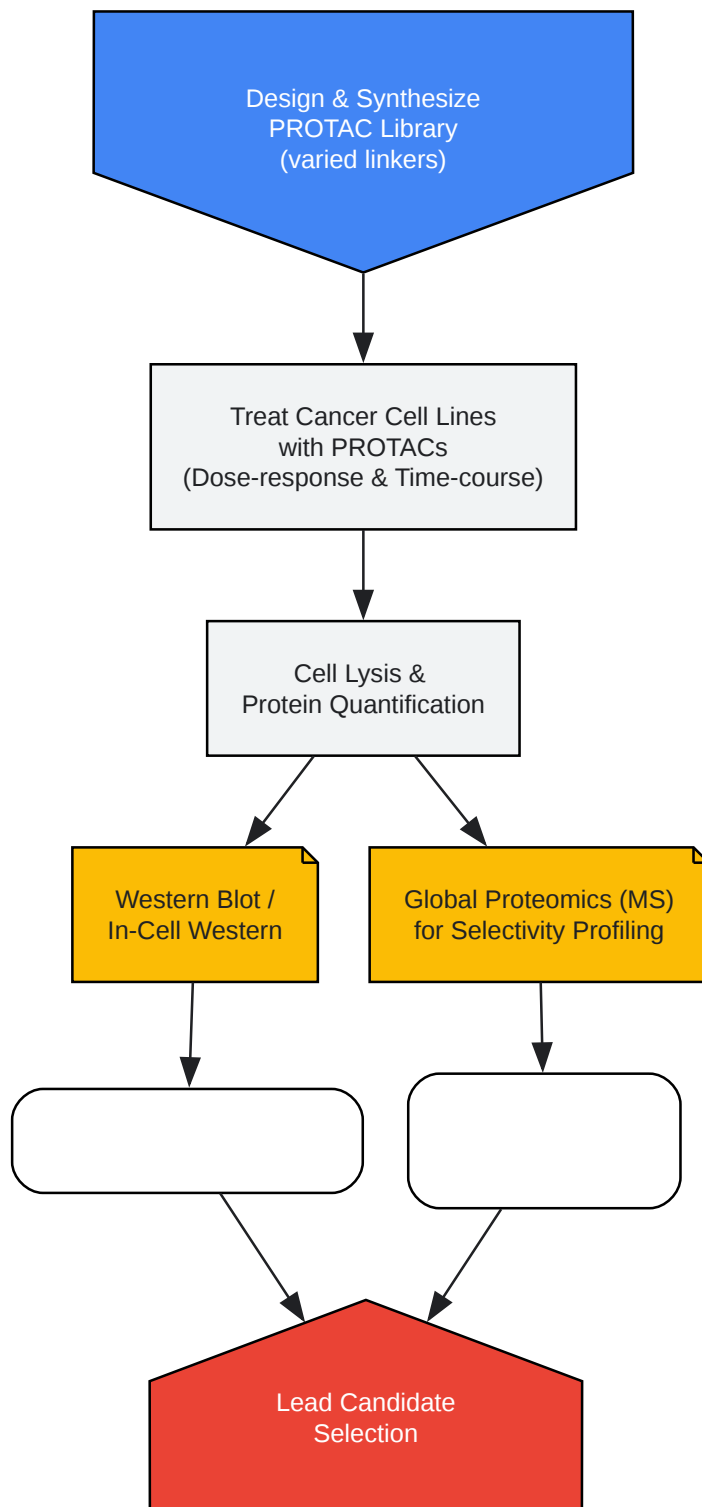 Design & Synthesize
PROTAC Library
(varied linkers)
Treat Cancer Cell Lines
with PROTACs
(Dose-response & Time-course)
Cell Lysis &
Protein Quantification
Western Blot /
In-Cell Western
Global Proteomics (MS)
for Selectivity Profiling
Lead Candidate
Selection